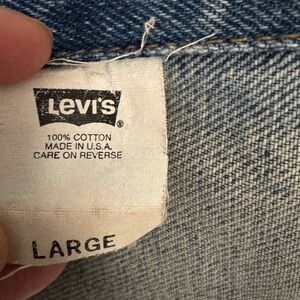 LEVI'S
®
100% COTTON
MADE IN U.S.A.
CARE ON REVERSE
LARGE